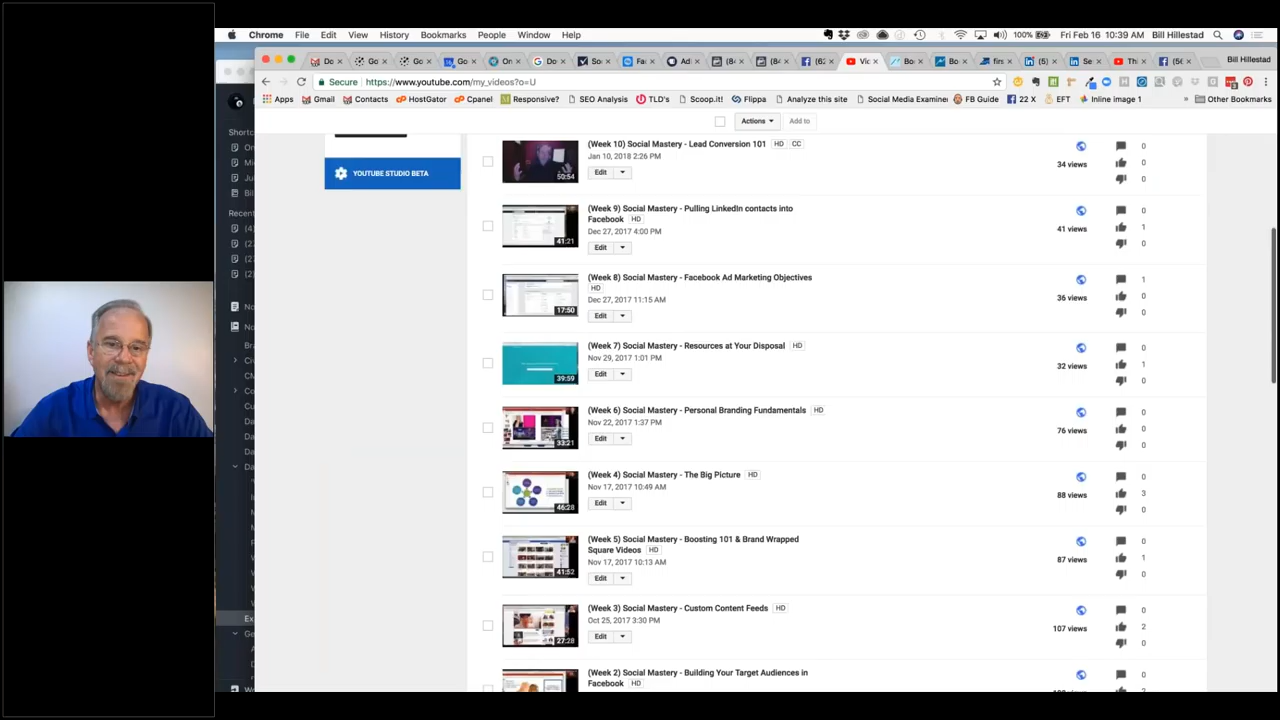 Chrome File Edit View History Bookmarks People Window Help
100% Fri Feb 16 10:39 AM Bill Hillestad
Bill Hillestad
Secure https://www.youtube.com/my_videos?o=U
Apps Gmail Contacts HostGator Cpanel Responsive? SEO Analysis TLD's Scoop.it! Flippa Analyze this site Social Media Examiner FB Guide 22 X EFT Inline image 1 » Other Bookmarks
Actions Add to
(Week 10) Social Mastery - Lead Conversion 101 HD CC
Jan 10, 2018 2:26 PM
Edit
50:54
34 views
0
0
0
YOUTUBE STUDIO BETA
(Week 9) Social Mastery - Pulling LinkedIn contacts into
Facebook HD
Dec 27, 2017 4:00 PM
Edit
41:21
41 views
0
1
0
(Week 8) Social Mastery - Facebook Ad Marketing Objectives
HD
Dec 27, 2017 11:15 AM
Edit
17:50
36 views
1
0
0
(Week 7) Social Mastery - Resources at Your Disposal HD
Nov 29, 2017 1:01 PM
Edit
39:59
32 views
0
1
0
(Week 6) Social Mastery - Personal Branding Fundamentals HD
Nov 22, 2017 1:37 PM
Edit
33:21
76 views
0
0
0
(Week 4) Social Mastery - The Big Picture HD
Nov 17, 2017 10:49 AM
Edit
46:28
88 views
0
3
0
(Week 5) Social Mastery - Boosting 101 & Brand Wrapped
Square Videos HD
Nov 17, 2017 10:13 AM
Edit
41:52
87 views
0
1
0
(Week 3) Social Mastery - Custom Content Feeds HD
Oct 25, 2017 3:30 PM
Edit
27:28
107 views
0
2
0
(Week 2) Social Mastery - Building Your Target Audiences in
Facebook HD
0